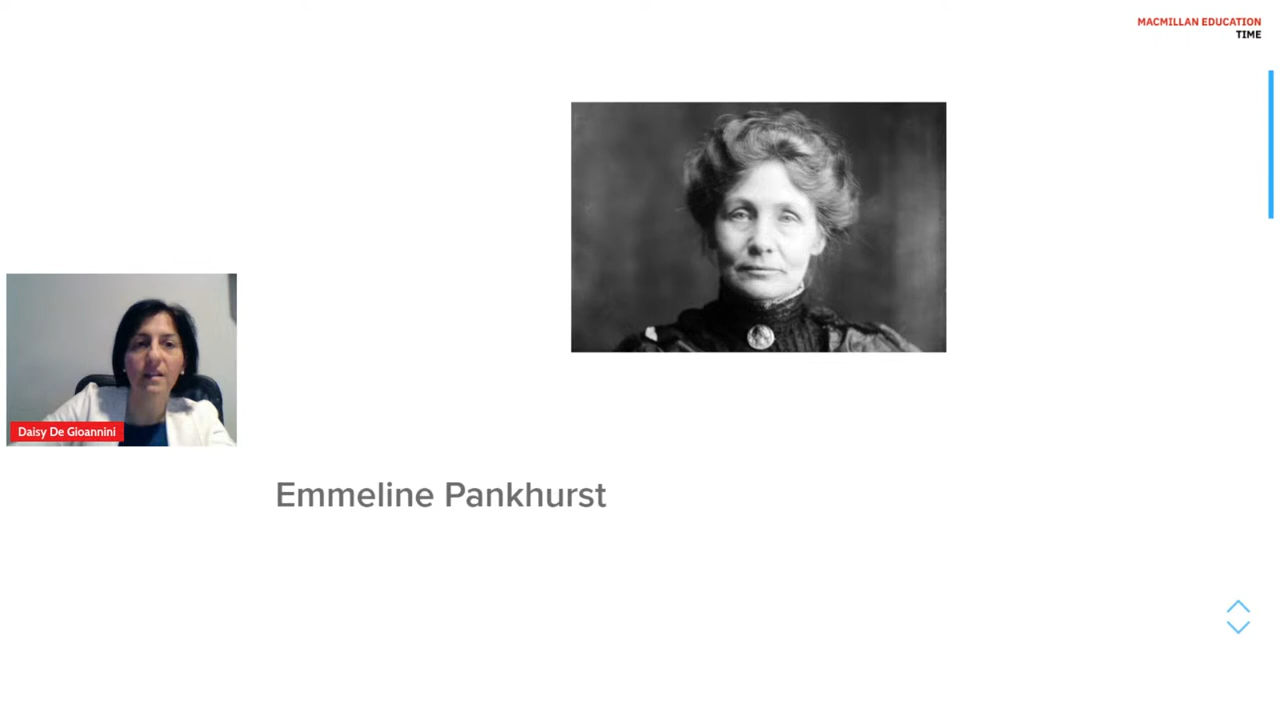 MACMILLAN EDUCATION
TIME
Daisy De Gioannini
Emmeline Pankhurst